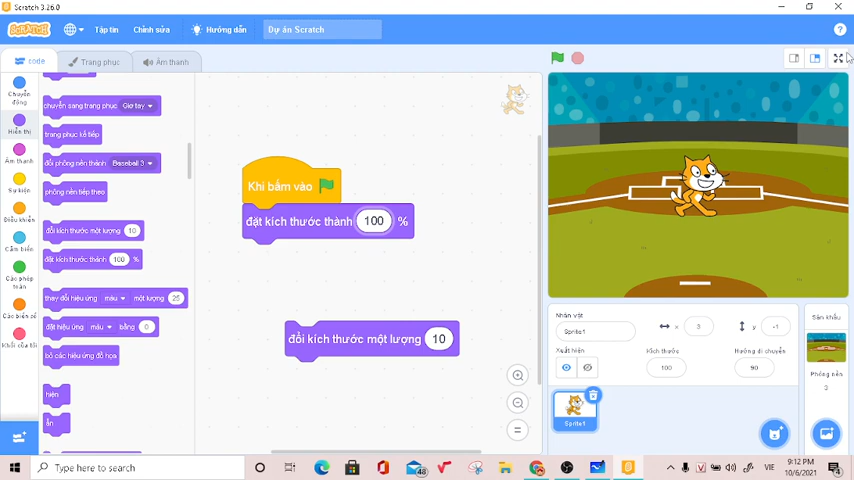 Scratch 3.26.0
SCRATCH
Tập tin
Chỉnh sửa
Hướng dẫn
Dự án Scratch
?
code
Trang phục
Âm thanh
Chuyển động
Hiển thị
Âm thanh
Sự kiện
Điều khiển
Cảm biến
Các phép toán
Các biến số
Khối của tôi
chuyển sang trang phục Giơ tay
trang phục kế tiếp
đổi phông nền thành Baseball 3
phông nền tiếp theo
đổi kích thước một lượng 10
đặt kích thước thành 100 %
thay đổi hiệu ứng màu một lượng 25
đặt hiệu ứng màu bằng 0
bỏ các hiệu ứng đồ họa
hiện
ẩn
Khi bấm vào
đặt kích thước thành 100 %
đổi kích thước một lượng 10
Nhân vật
Sprite1
x 3
y -1
Xuất hiện
Kích thước
100
Hướng di chuyển
90
Sprite1
Sân khấu
Phông nền
3
Type here to search
48
VIE
9:12 PM
10/6/2021
4